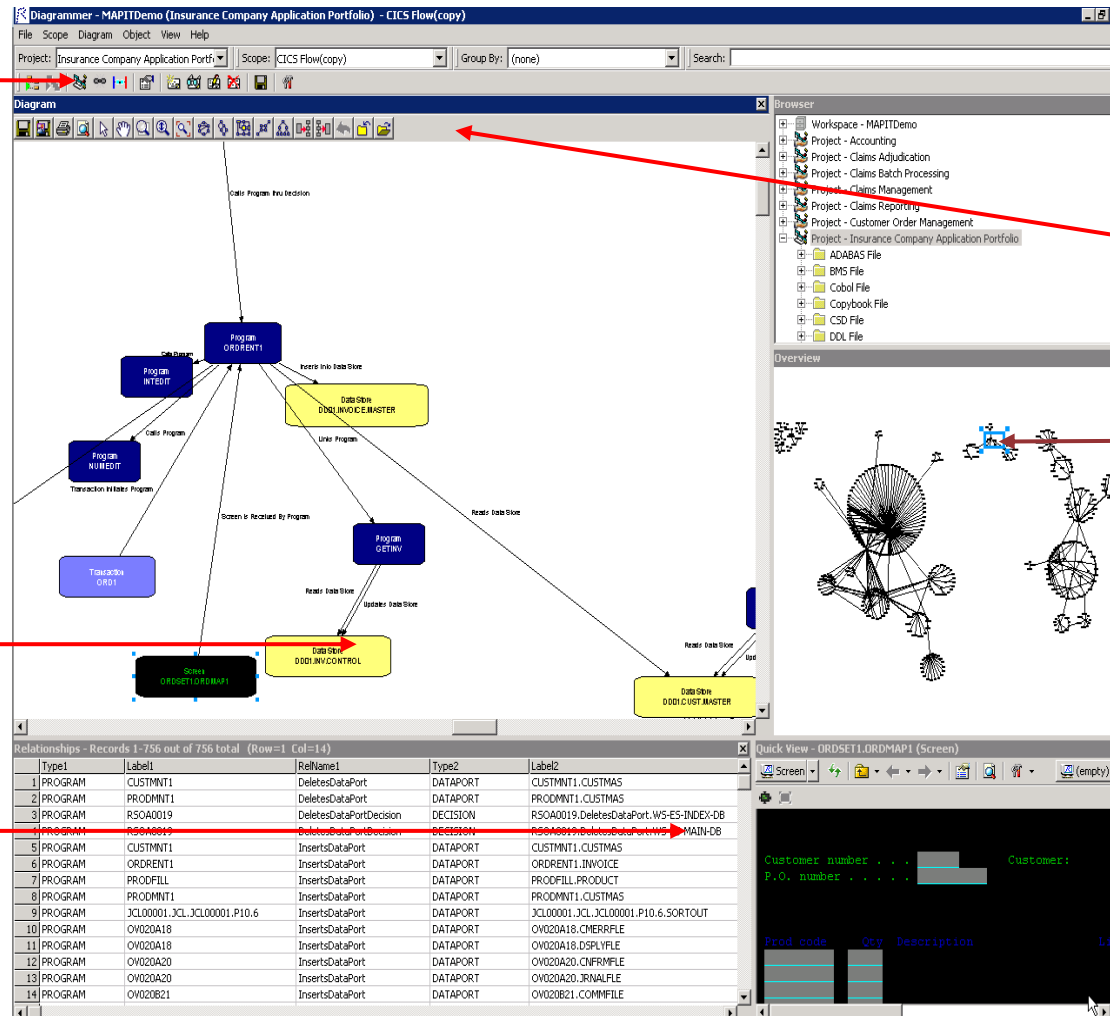 Diagrammer - MAPITDemo (Insurance Company Application Portfolio) - CICS Flow(copy)
File Scope Diagram Object View Help
Project: Insurance Company Application Portf Scope: CICS Flow(copy) Group By: (none) Search:
Diagram
Calls Program thru Decision
Program
ORDRENT1
Calls Program
Program
INTEDIT
Inserts Into Data Store
Data Store
DDD1.INVOICE.MASTER
Calls Program
Links Program
Program
NUMEDIT
Transaction Initiates Program
Screen Is Received By Program
Reads Data Store
Program
GETINV
Transaction
ORD1
Reads Data Store
Updates Data Store
Data Store
DDD1.INV.CONTROL
Screen
ORDSET1.ORDMAP1
Reads Data Store
Data Store
DDD1.CUST.MASTER
Browser
Workspace - MAPITDemo
Project - Accounting
Project - Claims Adjudication
Project - Claims Batch Processing
Project - Claims Management
Project - Claims Reporting
Project - Customer Order Management
Project - Insurance Company Application Portfolio
ADABAS File
BMS File
Cobol File
Copybook File
CSD File
DDL File
Overview
Relationships - Records 1-756 out of 756 total (Row=1 Col=14)
Type1 Label1 RelName1 Type2 Label2
1 PROGRAM CUSTMNT1 DeletesDataPort DATAPORT CUSTMNT1.CUSTMAS
2 PROGRAM PRODMNT1 DeletesDataPort DATAPORT PRODMNT1.CUSTMAS
3 PROGRAM RSOA0019 DeletesDataPortDecision DECISION RSOA0019.DeletesDataPort.WS-ES-INDEX-DB
4 PROGRAM RSOA0019 DeletesDataPortDecision DECISION RSOA0019.DeletesDataPort.WS MAIN-DB
5 PROGRAM CUSTMNT1 InsertsDataPort DATAPORT CUSTMNT1.CUSTMAS
6 PROGRAM ORDRENT1 InsertsDataPort DATAPORT ORDRENT1.INVOICE
7 PROGRAM PRODFILL InsertsDataPort DATAPORT PRODFILL.PRODUCT
8 PROGRAM PRODMNT1 InsertsDataPort DATAPORT PRODMNT1.CUSTMAS
9 PROGRAM JCL00001.JCL.JCL00001.P10.6 InsertsDataPort DATAPORT JCL00001.JCL.JCL00001.P10.6.SORTOUT
10 PROGRAM OV020A18 InsertsDataPort DATAPORT OV020A18.CMERRFLE
11 PROGRAM OV020A18 InsertsDataPort DATAPORT OV020A18.DSPLYFLE
12 PROGRAM OV020A20 InsertsDataPort DATAPORT OV020A20.CNFRMFLE
13 PROGRAM OV020A20 InsertsDataPort DATAPORT OV020A20.JRNALFLE
14 PROGRAM OV020B21 InsertsDataPort DATAPORT OV020B21.COMMFILE
Quick View - ORDSET1.ORDMAP1 (Screen)
Screen (empty)
Customer number . . . Customer:
P.O. number . . . . .
Prod code Qty Description